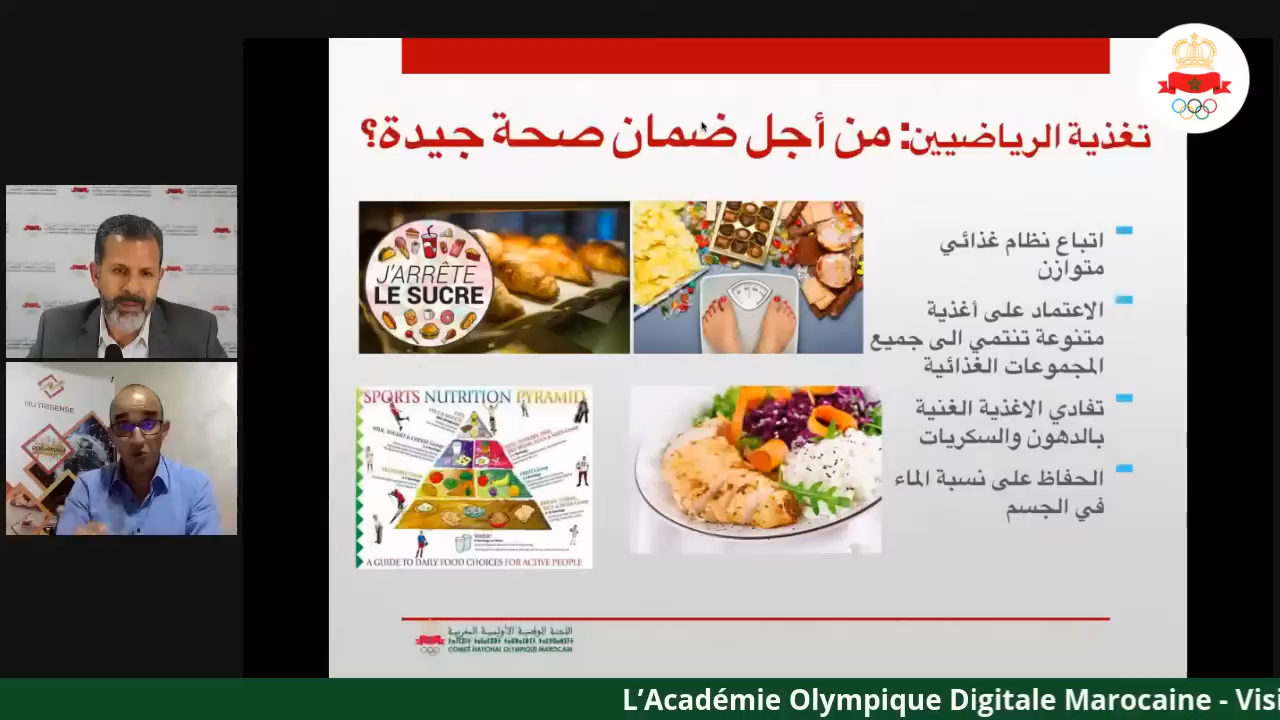 تغذية الرياضيين: من أجل ضمان صحة جيدة؟
اتباع نظام غذائي
متوازن
الاعتماد على أغذية
متنوعة تنتمي الى جميع
المجموعات الغذائية
تفادي الاغذية الغنية
بالدهون والسكريات
الحفاظ على نسبة الماء
في الجسم
J'ARRÊTE
LE SUCRE
SPORTS NUTRITION PYRAMID
A GUIDE TO DAILY FOOD CHOICES FOR ACTIVE PEOPLE
NUTRISENSE
اللجنة الوطنية الأولمبية المغربية
COMITÉ NATIONAL OLYMPIQUE MAROCAIN
L'Académie Olympique Digitale Marocaine - Visi